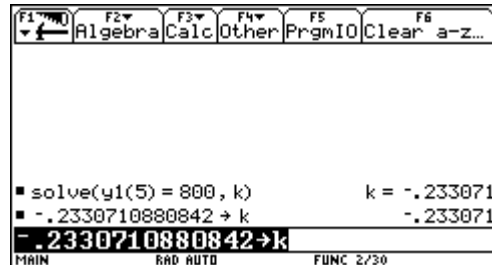 F1 F2 F3 F4 F5 F6
Algebra Calc Other PrgmIO Clear a-z…
▪ solve(y1(5) = 800 , k) k = -.233071
▪ -.2330710880842 → k -.233071
-.2330710880842→k
MAIN RAD AUTO FUNC 2/30